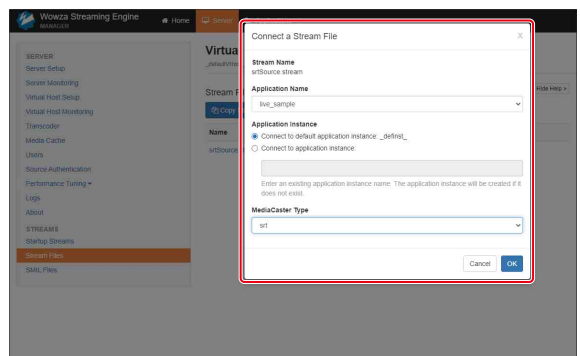 Wowza Streaming Engine
MANAGER
Home
Server
SERVER
Server Setup
Server Monitoring
Virtual Host Setup
Virtual Host Monitoring
Transcoder
Media Cache
Users
Source Authentication
Performance Tuning
Logs
About
STREAMS
Startup Streams
Stream Files
SMIL Files
Virtua
Stream F
Hide Help >
Copy
Name
srtSource
Connect a Stream File
X
Stream Name
srtSource.stream
Application Name
live_sample
Application Instance
Connect to default application instance: _definst_
Connect to application instance:
Enter an existing application instance name. The application instance will be created if it
does not exist.
MediaCaster Type
srt
Cancel
OK